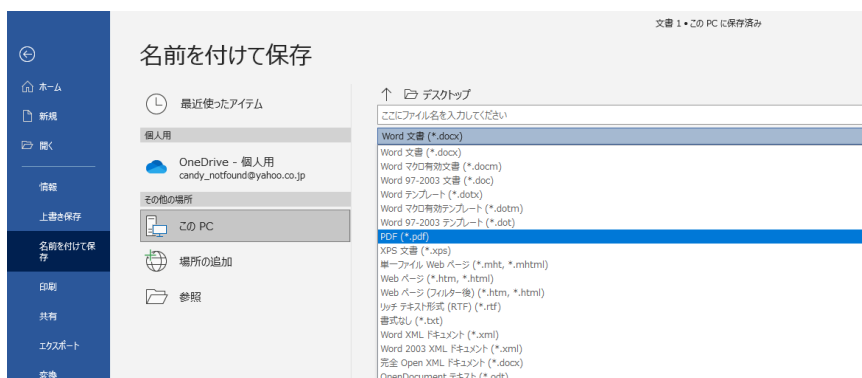 文書 1 • この PC に保存済み
名前を付けて保存
ホーム
新規
開く
情報
上書き保存
名前を付けて保
存
印刷
共有
エクスポート
変換
最近使ったアイテム
個人用
OneDrive - 個人用
candy_notfound@yahoo.co.jp
その他の場所
この PC
場所の追加
参照
デスクトップ
ここにファイル名を入力してください
Word 文書 (*.docx)
Word 文書 (*.docx)
Word マクロ有効文書 (*.docm)
Word 97-2003 文書 (*.doc)
Word テンプレート (*.dotx)
Word マクロ有効テンプレート (*.dotm)
Word 97-2003 テンプレート (*.dot)
PDF (*.pdf)
XPS 文書 (*.xps)
単一ファイル Web ページ (*.mht, *.mhtml)
Web ページ (*.htm, *.html)
Web ページ (フィルター後) (*.htm, *.html)
リッチ テキスト形式 (RTF) (*.rtf)
書式なし (*.txt)
Word XML ドキュメント (*.xml)
Word 2003 XML ドキュメント (*.xml)
完全 Open XML ドキュメント (*.docx)
OpenDocument テキスト (*.odt)